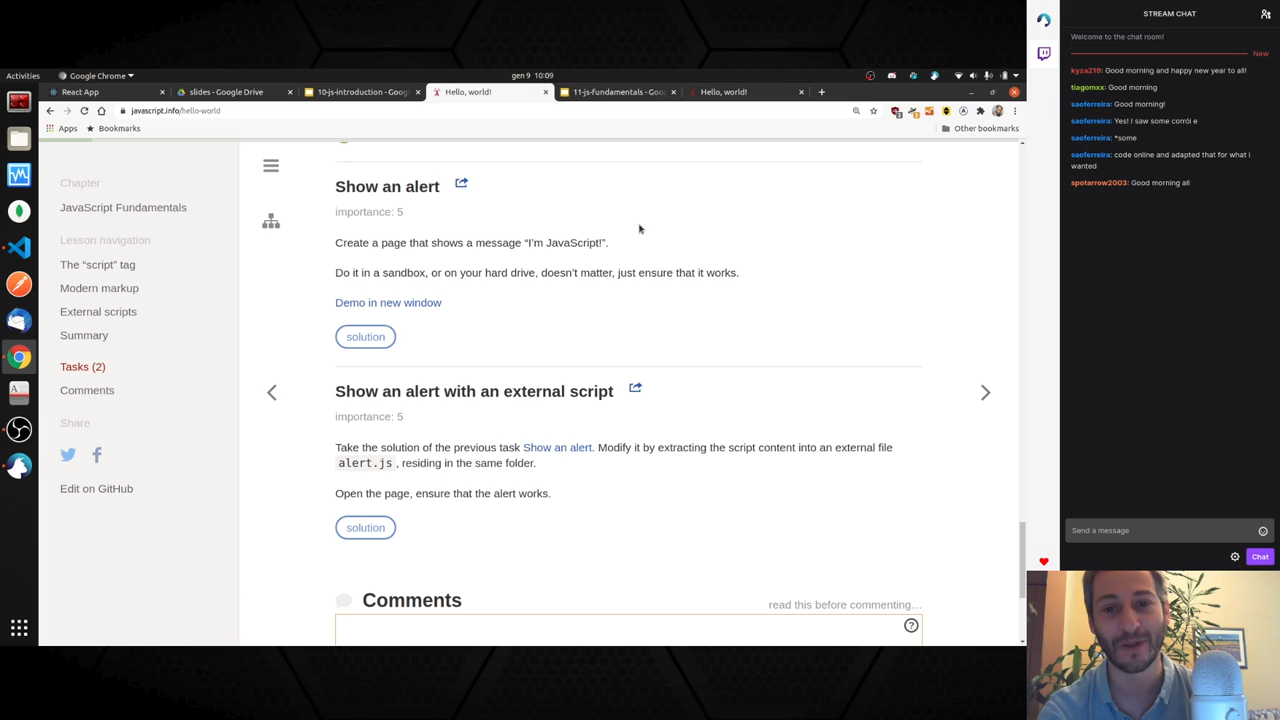 Activities
Google Chrome
gen 9 10:09
React App
slides - Google Drive
10-js-introduction - Goog
Hello, world!
11-js-fundamentals - Goog
Hello, world!
javascript.info/hello-world
Apps
Bookmarks
Other bookmarks
Chapter
JavaScript Fundamentals
Lesson navigation
The “script” tag
Modern markup
External scripts
Summary
Tasks (2)
Comments
Share
Edit on GitHub
Show an alert
importance: 5
Create a page that shows a message “I’m JavaScript!”.
Do it in a sandbox, or on your hard drive, doesn’t matter, just ensure that it works.
Demo in new window
solution
Show an alert with an external script
importance: 5
Take the solution of the previous task Show an alert. Modify it by extracting the script content into an external file
alert.js, residing in the same folder.
Open the page, ensure that the alert works.
solution
Comments
read this before commenting…
STREAM CHAT
Welcome to the chat room!
New
kyza219: Good morning and happy new year to all!
tiagomxx: Good morning
saoferreira: Good morning!
saoferreira: Yes! I saw some corrói e
saoferreira: *some
saoferreira: code online and adapted that for what i
wanted
spotarrow2003: Good morning all
Send a message
Chat